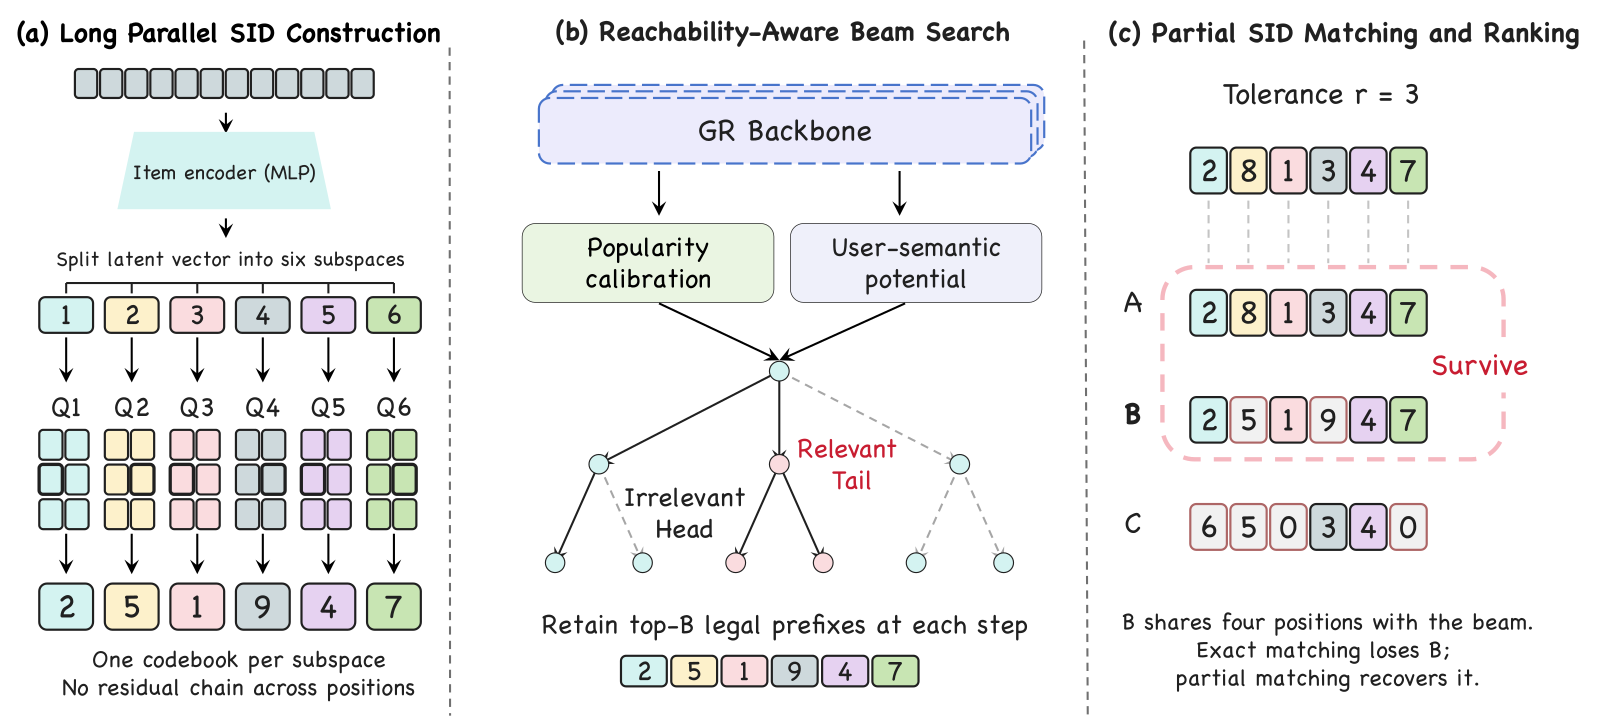 (a) Long Parallel SID Construction
Item encoder (MLP)
Split latent vector into six subspaces
1 2 3 4 5 6
Q1 Q2 Q3 Q4 Q5 Q6
2 5 1 9 4 7
One codebook per subspace
No residual chain across positions
(b) Reachability-Aware Beam Search
GR Backbone
Popularity
calibration
User-semantic
potential
Relevant
Tail
Irrelevant
Head
Retain top-B legal prefixes at each step
2 5 1 9 4 7
(c) Partial SID Matching and Ranking
Tolerance r = 3
2 8 1 3 4 7
A 2 8 1 3 4 7
Survive
B 2 5 1 9 4 7
C 6 5 0 3 4 0
B shares four positions with the beam.
Exact matching loses B;
partial matching recovers it.